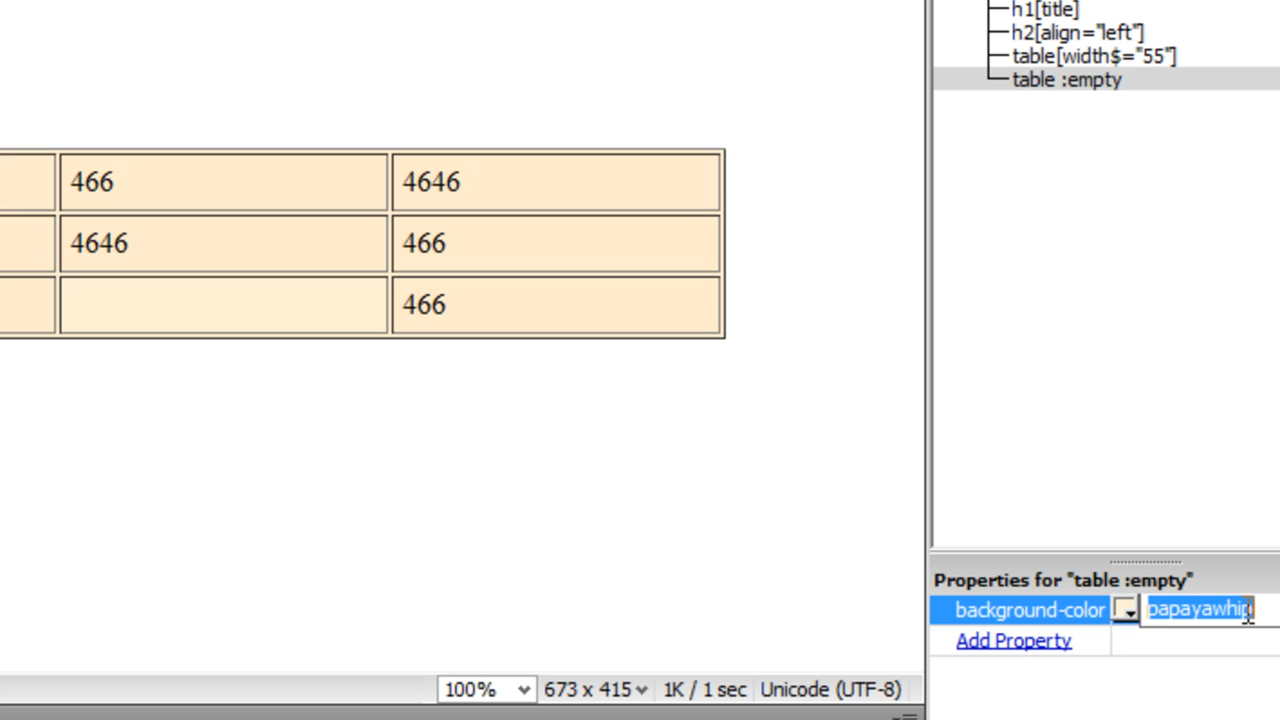 h1[title]
h2[align="left"]
table[width$="55"]
table :empty
466 4646
4646 466
466
Properties for "table :empty"
background-color papayawhip
Add Property
100% 673 x 415 1K / 1 sec Unicode (UTF-8)